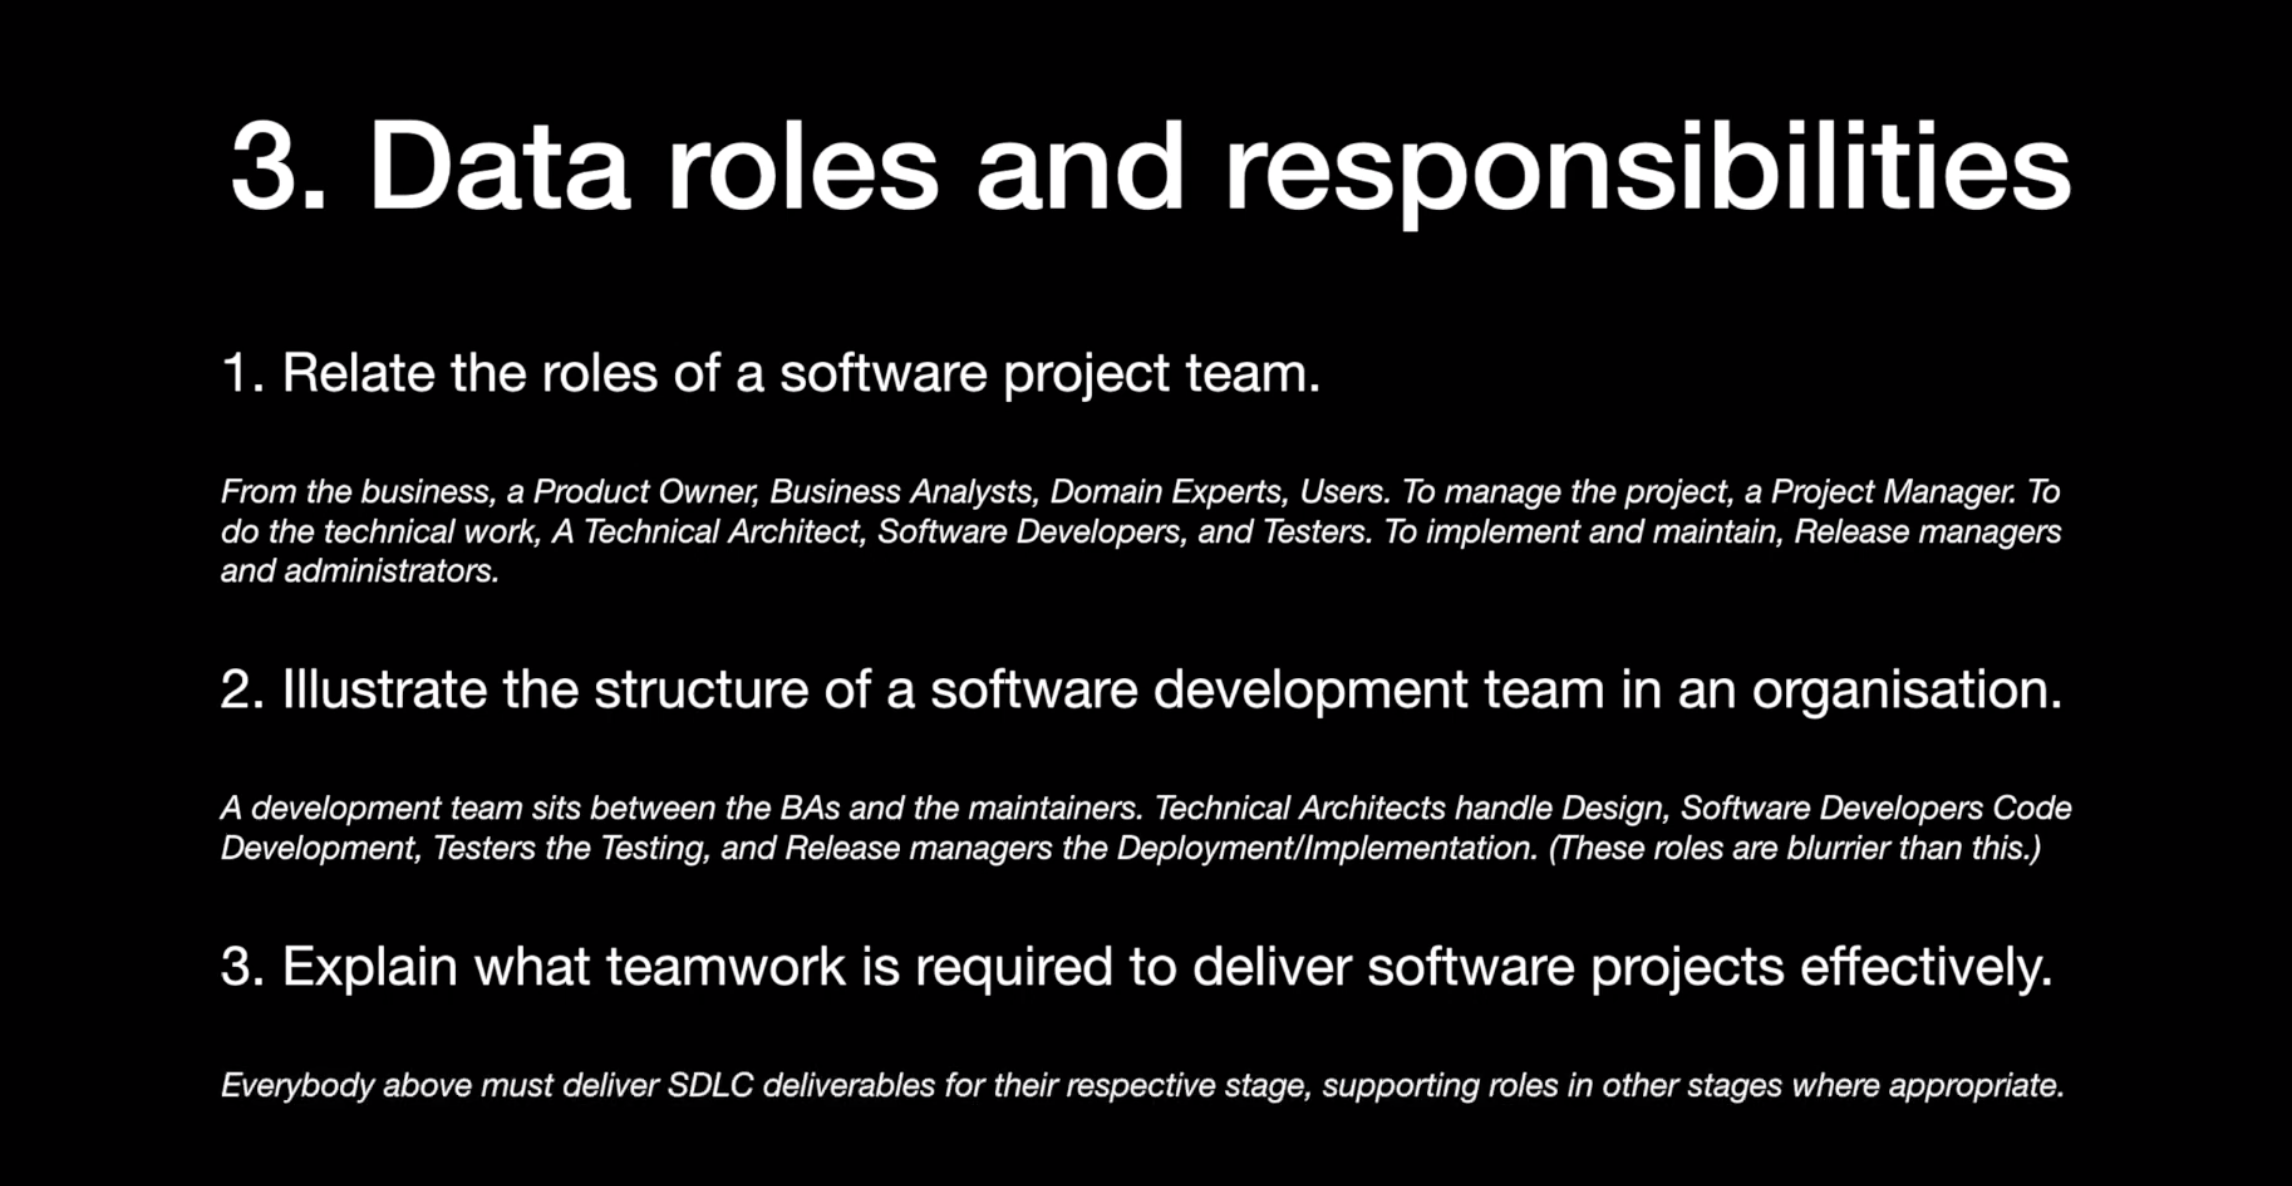 3. Data roles and responsibilities
1. Relate the roles of a software project team.
From the business, a Product Owner, Business Analysts, Domain Experts, Users. To manage the project, a Project Manager. To
do the technical work, A Technical Architect, Software Developers, and Testers. To implement and maintain, Release managers
and administrators.
2. Illustrate the structure of a software development team in an organisation.
A development team sits between the BAs and the maintainers. Technical Architects handle Design, Software Developers Code
Development, Testers the Testing, and Release managers the Deployment/Implementation. (These roles are blurrier than this.)
3. Explain what teamwork is required to deliver software projects effectively.
Everybody above must deliver SDLC deliverables for their respective stage, supporting roles in other stages where appropriate.